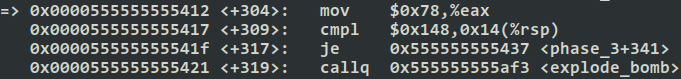 => 0x0000555555555412 <+304>: mov $0x78,%eax
0x0000555555555417 <+309>: cmpl $0x148,0x14(%rsp)
0x000055555555541f <+317>: je 0x555555555437 <phase_3+341>
0x0000555555555421 <+319>: callq 0x555555555af3 <explode_bomb>